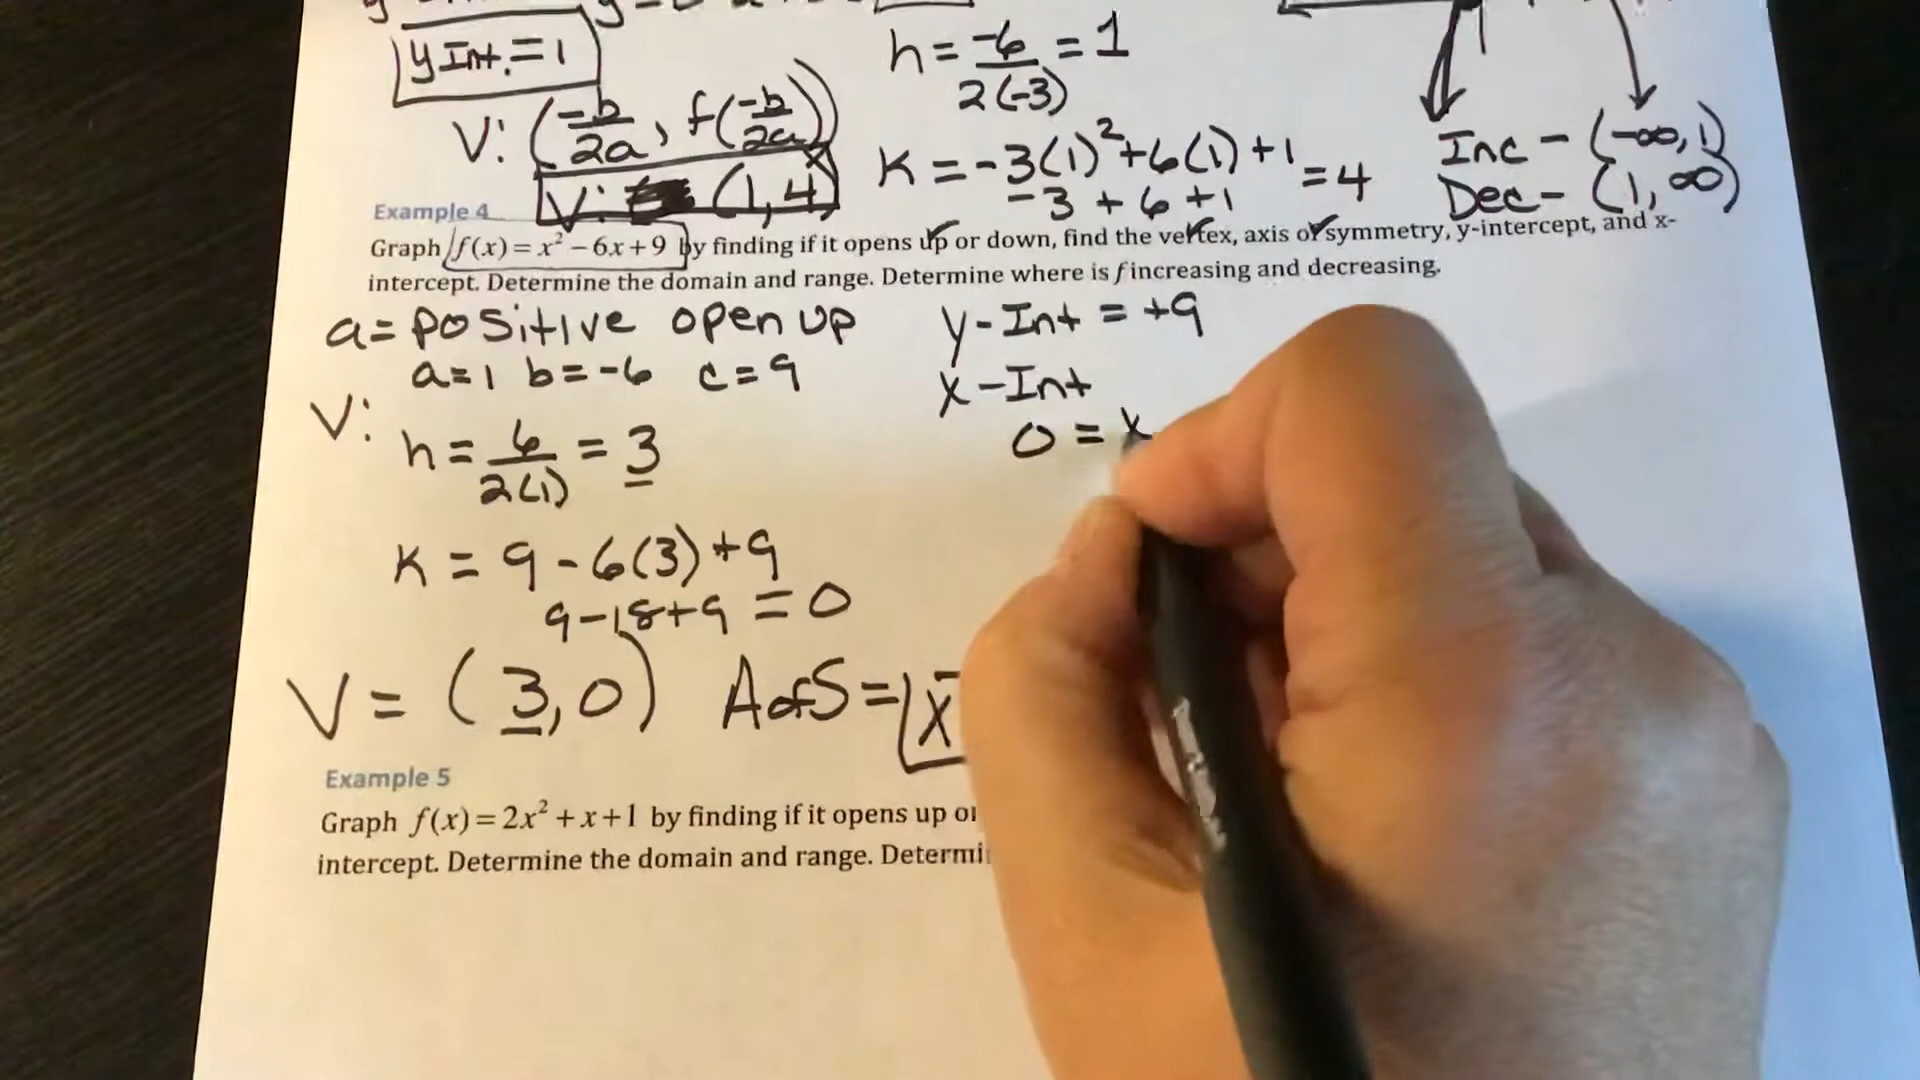 y Int. = 1
V: (-b/2a, f(-b/2a))
V: (1,4)
h = -6/2(-3) = 1
K = -3(1)²+6(1)+1 = 4
-3 + 6 + 1
Inc - (-∞,1)
Dec - (1, ∞)
Example 4
Graph f(x) = x² − 6x + 9 by finding if it opens up or down, find the vertex, axis of symmetry, y-intercept, and x-
intercept. Determine the domain and range. Determine where is f increasing and decreasing.
a = positive open up
a=1 b=-6 c=9
V:
h = 6/2(1) = 3
K = 9 - 6(3) + 9
9-18+9 = 0
V = (3,0) AofS = x
y-Int = +9
x-Int
0 = x
Example 5
Graph f(x) = 2x² + x + 1 by finding if it opens up
intercept. Determine the domain and range.